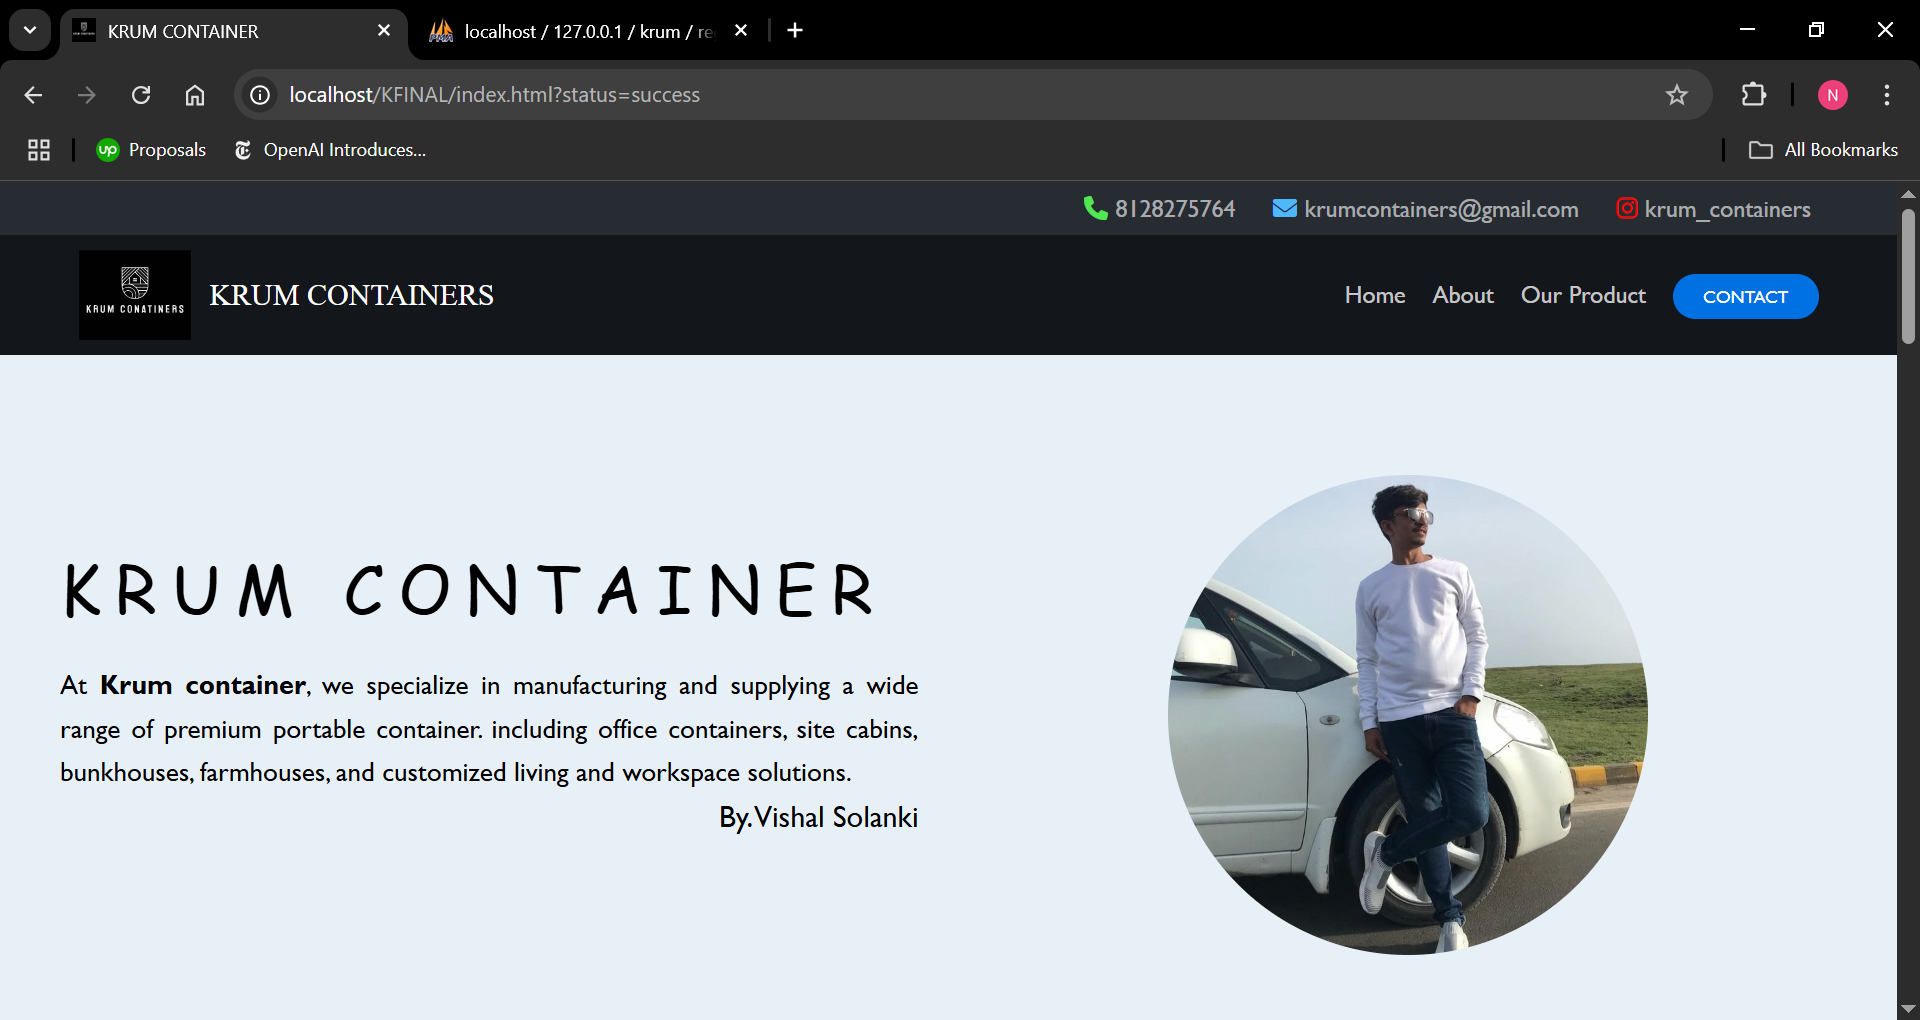 KRUM CONTAINER
localhost / 127.0.0.1 / krum / re
localhost/KFINAL/index.html?status=success
N
up Proposals
OpenAI Introduces...
All Bookmarks
8128275764
krumcontainers@gmail.com
krum_containers
KRUM CONATINERS
KRUM CONTAINERS
Home
About
Our Product
CONTACT
KRUM CONTAINER
At Krum container, we specialize in manufacturing and supplying a wide
range of premium portable container. including office containers, site cabins,
bunkhouses, farmhouses, and customized living and workspace solutions.
By.Vishal Solanki